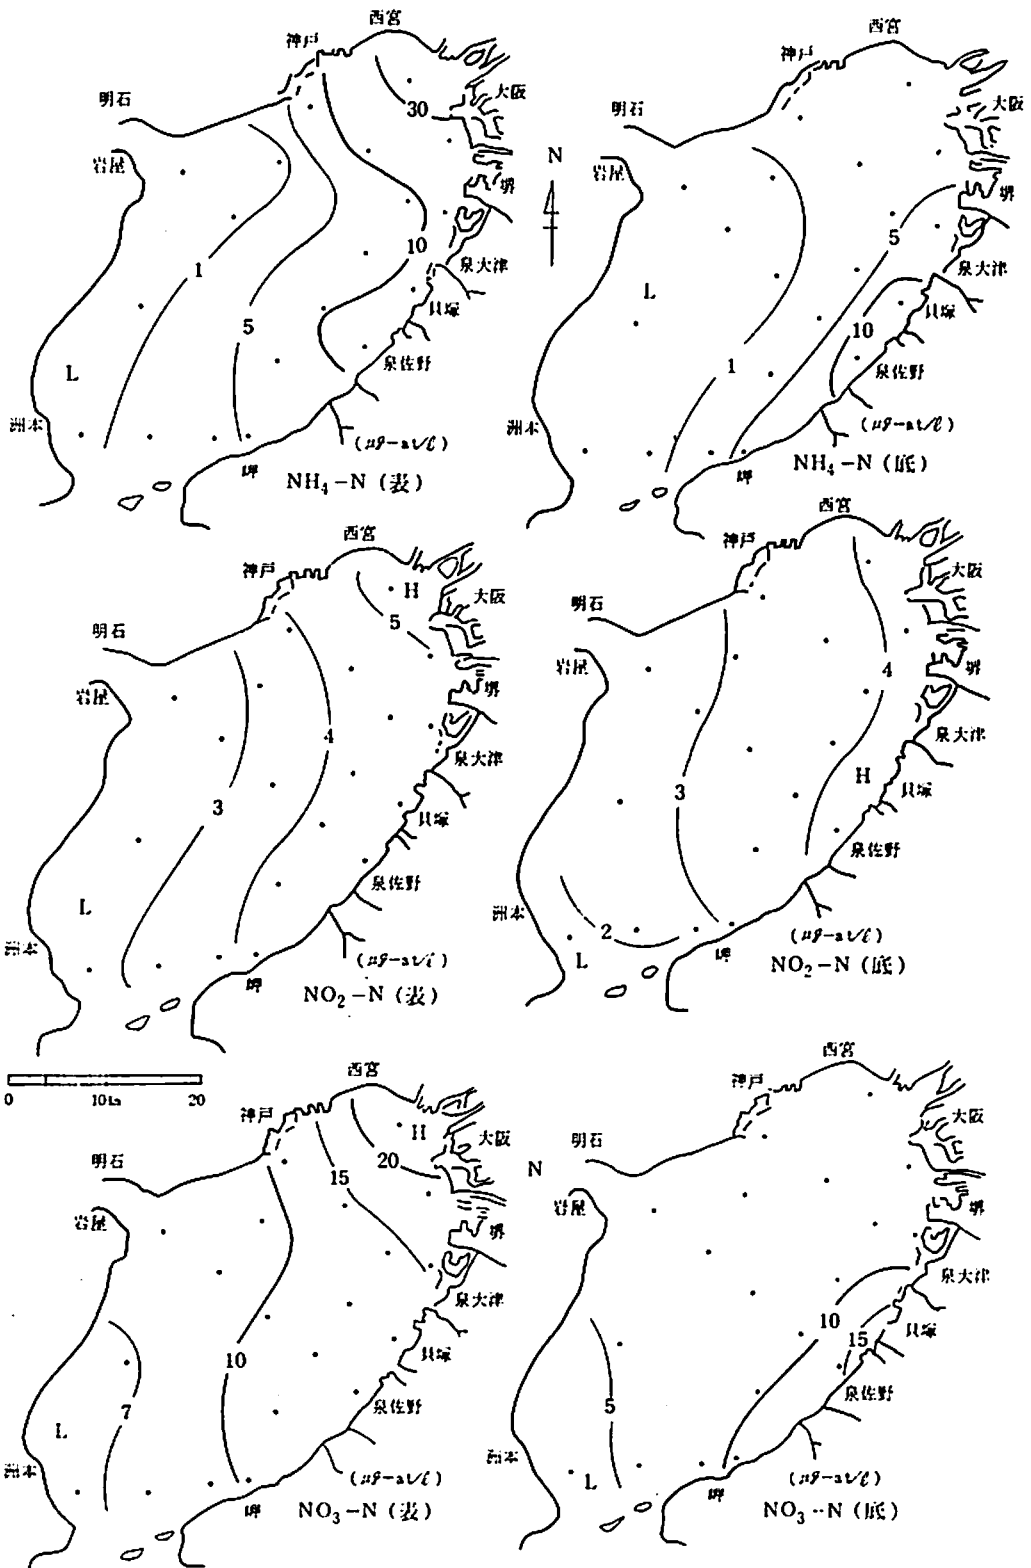 西宮
神戸
明石
大阪
30
岩屋
堺
10
泉大津
1
貝塚
5
泉佐野
L
洲本
(μg-at/ℓ)
岬
NH₄-N (表)
N
西宮
神戸
大阪
明石
岩屋
堺
5
泉大津
L
貝塚
10
1
泉佐野
洲本
(μg-at/ℓ)
岬
NH₄-N (底)
西宮
神戸
H
大阪
5
明石
岩屋
堺
4
泉大津
3
貝塚
泉佐野
L
洲本
(μg-at/ℓ)
岬
NO₂-N (表)
西宮
神戸
大阪
明石
4
岩屋
堺
泉大津
H
3
貝塚
泉佐野
洲本
2
(μg-at/ℓ)
L
岬
NO₂-N (底)
0
10
20
西宮
神戸
H
大阪
明石
20
15
岩屋
堺
泉大津
貝塚
10
泉佐野
7
L
洲本
(μg-at/ℓ)
岬
NO₃-N (表)
N
西宮
神戸
大阪
明石
岩屋
堺
泉大津
10
貝塚
15
泉佐野
5
洲本
L
(μg-at/ℓ)
岬
NO₃-N (底)